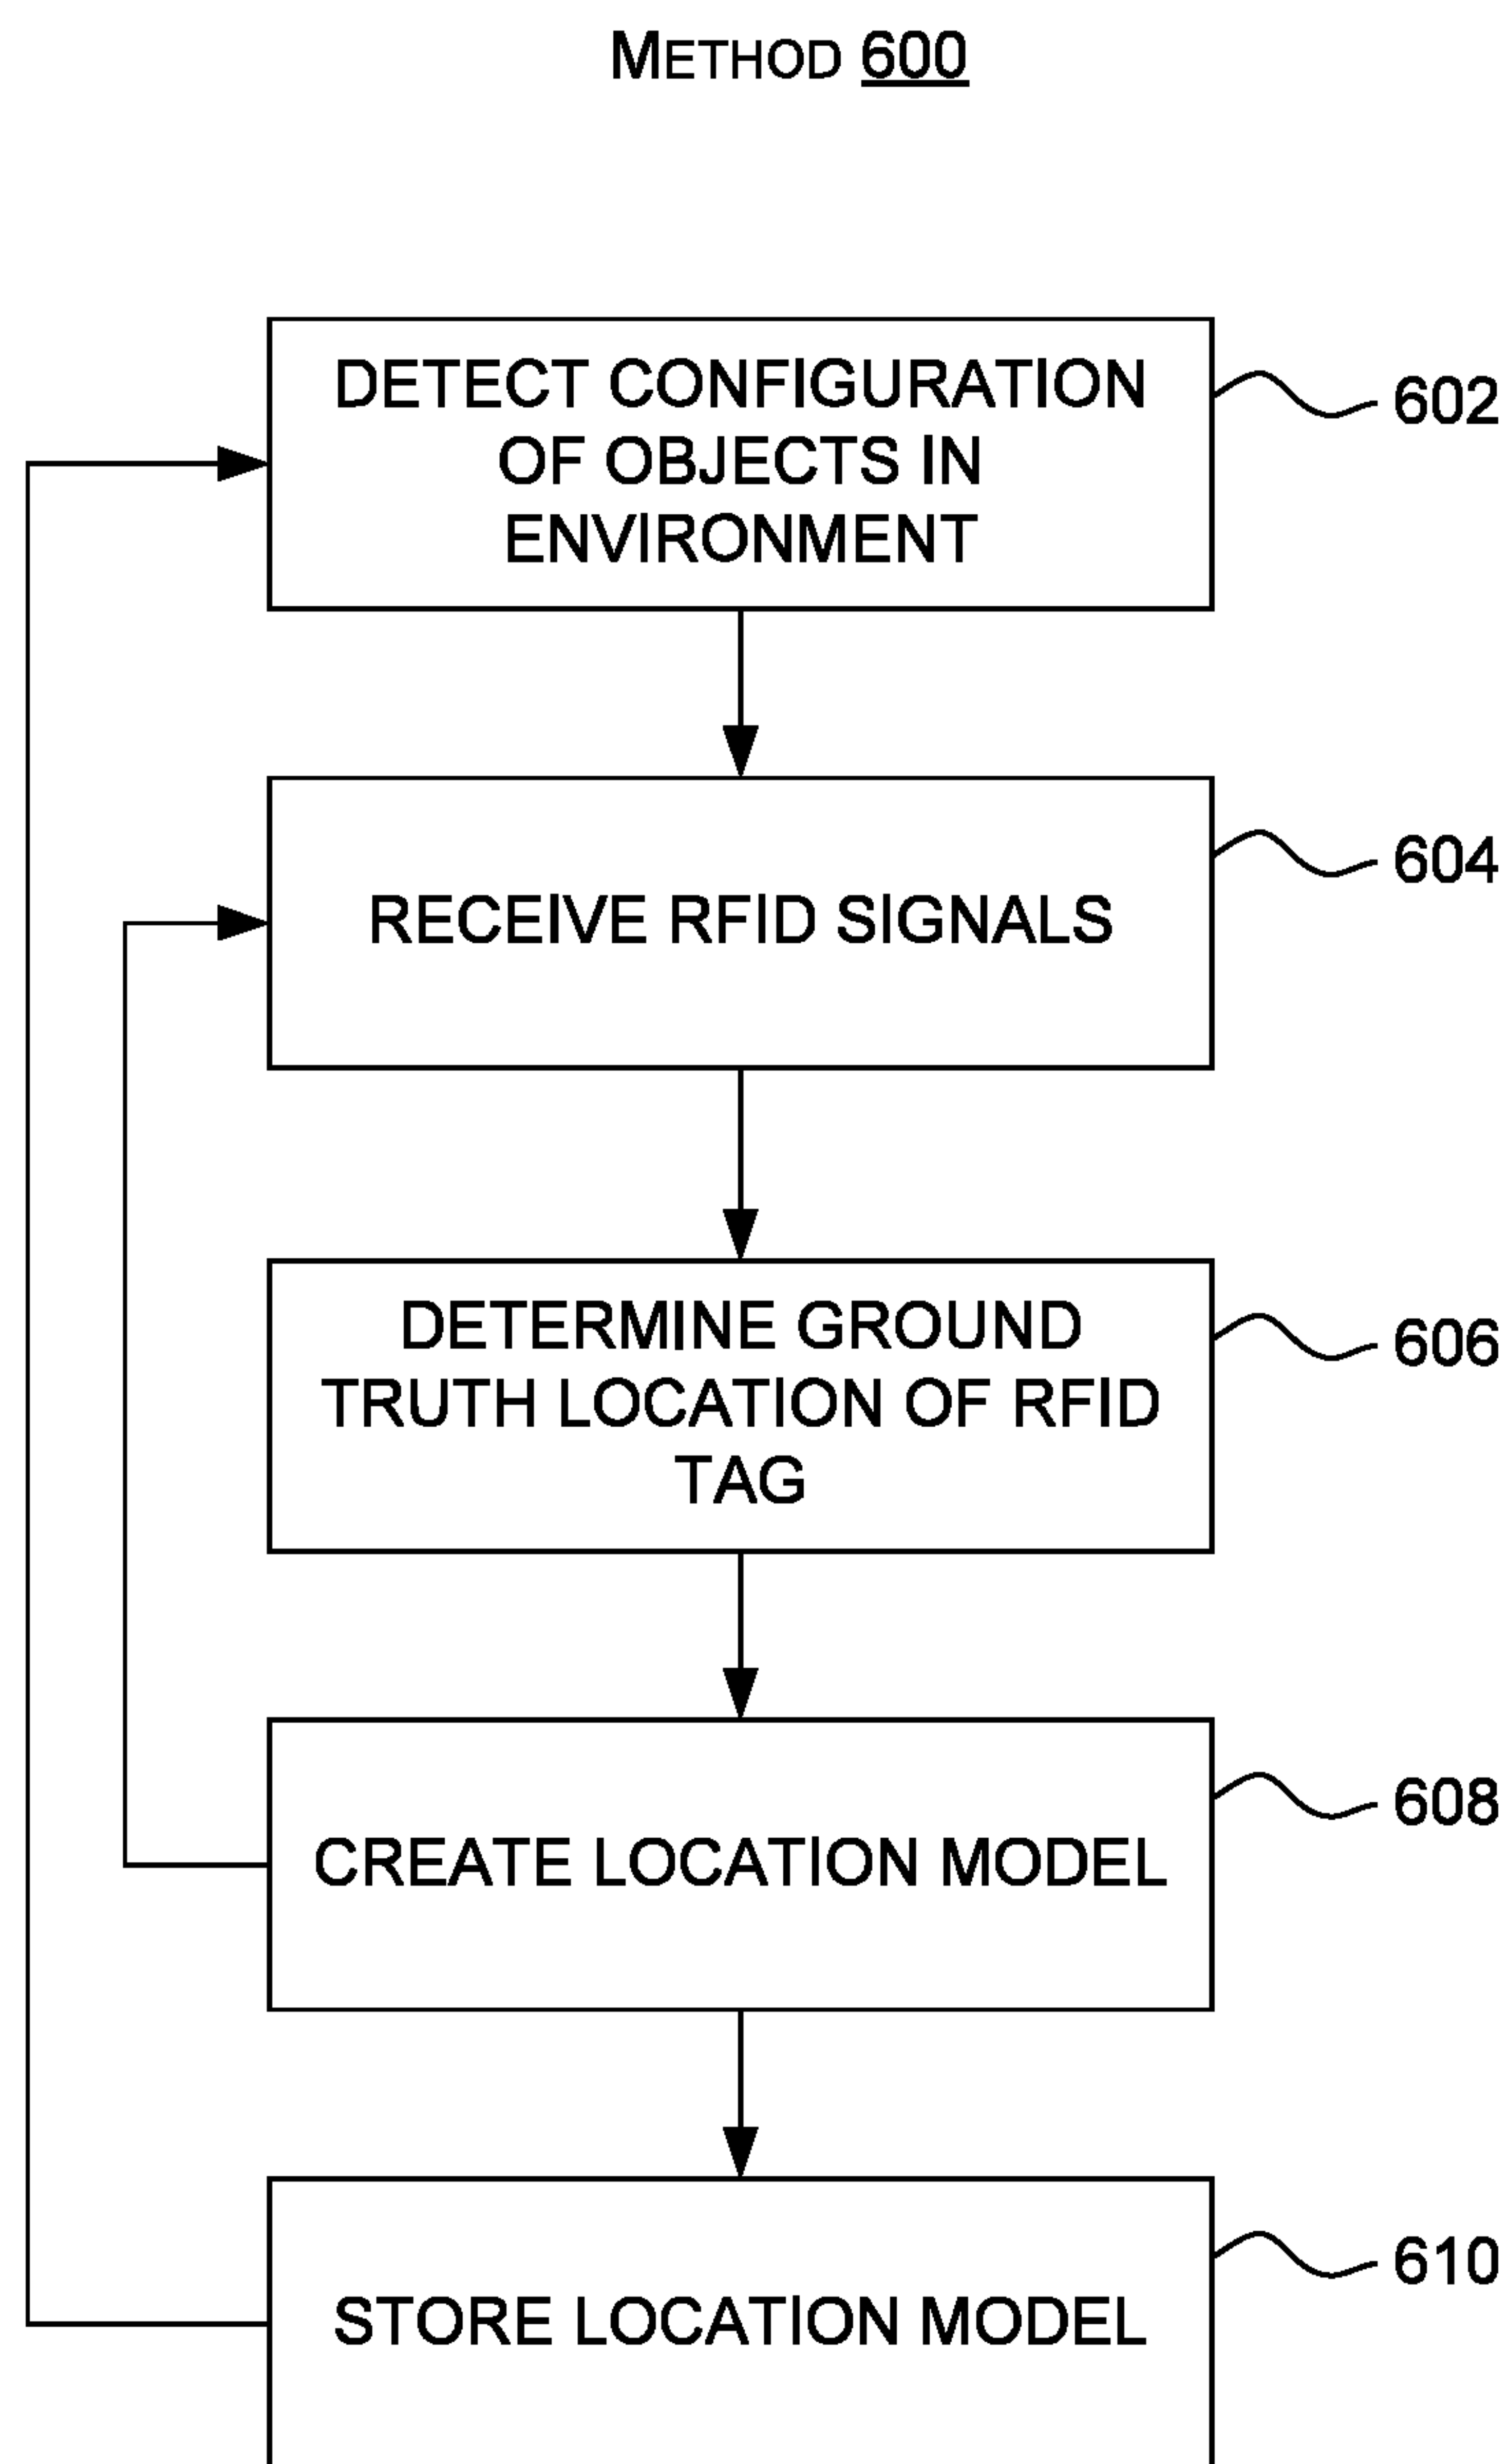 METHOD 600
DETECT CONFIGURATION
OF OBJECTS IN
ENVIRONMENT
602
RECEIVE RFID SIGNALS
604
DETERMINE GROUND
TRUTH LOCATION OF RFID
TAG
606
CREATE LOCATION MODEL
608
STORE LOCATION MODEL
610